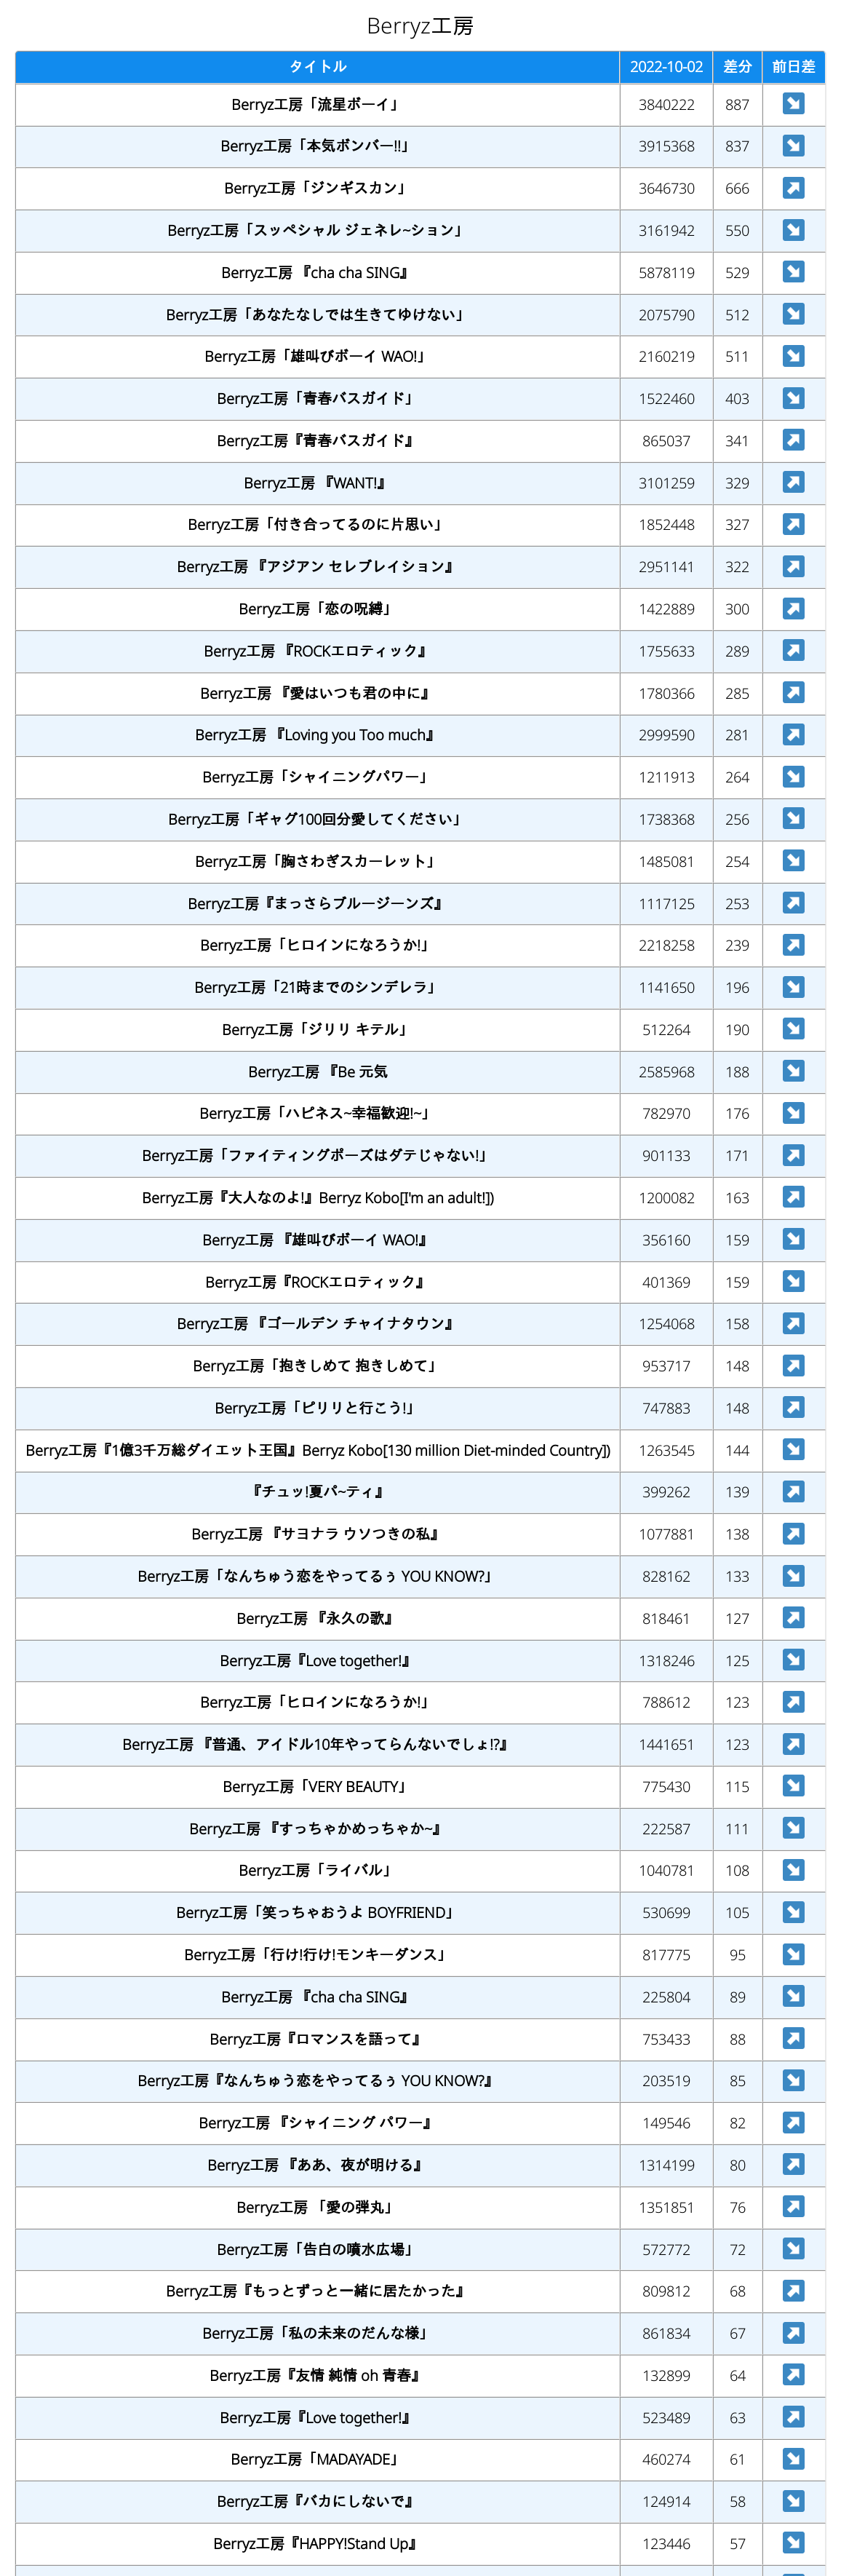 Berryz工房
タイトル 2022-10-02 差分 前日差
Berryz工房「流星ボーイ」 3840222 887 ↘
Berryz工房「本気ボンバー!!」 3915368 837 ↘
Berryz工房「ジンギスカン」 3646730 666 ↗
Berryz工房「スッペシャル ジェネレ~ション」 3161942 550 ↘
Berryz工房 『cha cha SING』 5878119 529 ↘
Berryz工房「あなたなしでは生きてゆけない」 2075790 512 ↘
Berryz工房「雄叫びボーイ WAO!」 2160219 511 ↘
Berryz工房「青春バスガイド」 1522460 403 ↘
Berryz工房『青春バスガイド』 865037 341 ↗
Berryz工房 『WANT!』 3101259 329 ↗
Berryz工房「付き合ってるのに片思い」 1852448 327 ↗
Berryz工房 『アジアン セレブレイション』 2951141 322 ↗
Berryz工房「恋の呪縛」 1422889 300 ↗
Berryz工房 『ROCKエロティック』 1755633 289 ↗
Berryz工房 『愛はいつも君の中に』 1780366 285 ↗
Berryz工房 『Loving you Too much』 2999590 281 ↗
Berryz工房「シャイニングパワー」 1211913 264 ↘
Berryz工房「ギャグ100回分愛してください」 1738368 256 ↘
Berryz工房「胸さわぎスカーレット」 1485081 254 ↘
Berryz工房『まっさらブルージーンズ』 1117125 253 ↗
Berryz工房「ヒロインになろうか!」 2218258 239 ↗
Berryz工房「21時までのシンデレラ」 1141650 196 ↘
Berryz工房「ジリリ キテル」 512264 190 ↘
Berryz工房 『Be 元気 2585968 188 ↘
Berryz工房「ハピネス~幸福歓迎!~」 782970 176 ↘
Berryz工房「ファイティングポーズはダテじゃない!」 901133 171 ↗
Berryz工房『大人なのよ!』Berryz Kobo[I'm an adult!]) 1200082 163 ↗
Berryz工房 『雄叫びボーイ WAO!』 356160 159 ↘
Berryz工房『ROCKエロティック』 401369 159 ↘
Berryz工房 『ゴールデン チャイナタウン』 1254068 158 ↗
Berryz工房「抱きしめて 抱きしめて」 953717 148 ↗
Berryz工房「ピリリと行こう!」 747883 148 ↗
Berryz工房『1億3千万総ダイエット王国』Berryz Kobo[130 million Diet-minded Country]) 1263545 144 ↘
『チュッ!夏パ~ティ』 399262 139 ↗
Berryz工房 『サヨナラ ウソつきの私』 1077881 138 ↗
Berryz工房「なんちゅう恋をやってるぅ YOU KNOW?」 828162 133 ↘
Berryz工房 『永久の歌』 818461 127 ↗
Berryz工房『Love together!』 1318246 125 ↘
Berryz工房「ヒロインになろうか!」 788612 123 ↗
Berryz工房 『普通、アイドル10年やってらんないでしょ!?』 1441651 123 ↗
Berryz工房「VERY BEAUTY」 775430 115 ↘
Berryz工房 『すっちゃかめっちゃか~』 222587 111 ↘
Berryz工房「ライバル」 1040781 108 ↘
Berryz工房「笑っちゃおうよ BOYFRIEND」 530699 105 ↘
Berryz工房「行け!行け!モンキーダンス」 817775 95 ↘
Berryz工房 『cha cha SING』 225804 89 ↘
Berryz工房『ロマンスを語って』 753433 88 ↗
Berryz工房『なんちゅう恋をやってるぅ YOU KNOW?』 203519 85 ↘
Berryz工房 『シャイニング パワー』 149546 82 ↗
Berryz工房 『ああ、夜が明ける』 1314199 80 ↗
Berryz工房 「愛の弾丸」 1351851 76 ↗
Berryz工房「告白の噴水広場」 572772 72 ↘
Berryz工房『もっとずっと一緒に居たかった』 809812 68 ↗
Berryz工房「私の未来のだんな様」 861834 67 ↗
Berryz工房『友情 純情 oh 青春』 132899 64 ↗
Berryz工房『Love together!』 523489 63 ↗
Berryz工房「MADAYADE」 460274 61 ↘
Berryz工房『バカにしないで』 124914 58 ↘
Berryz工房『HAPPY!Stand Up』 123446 57 ↘